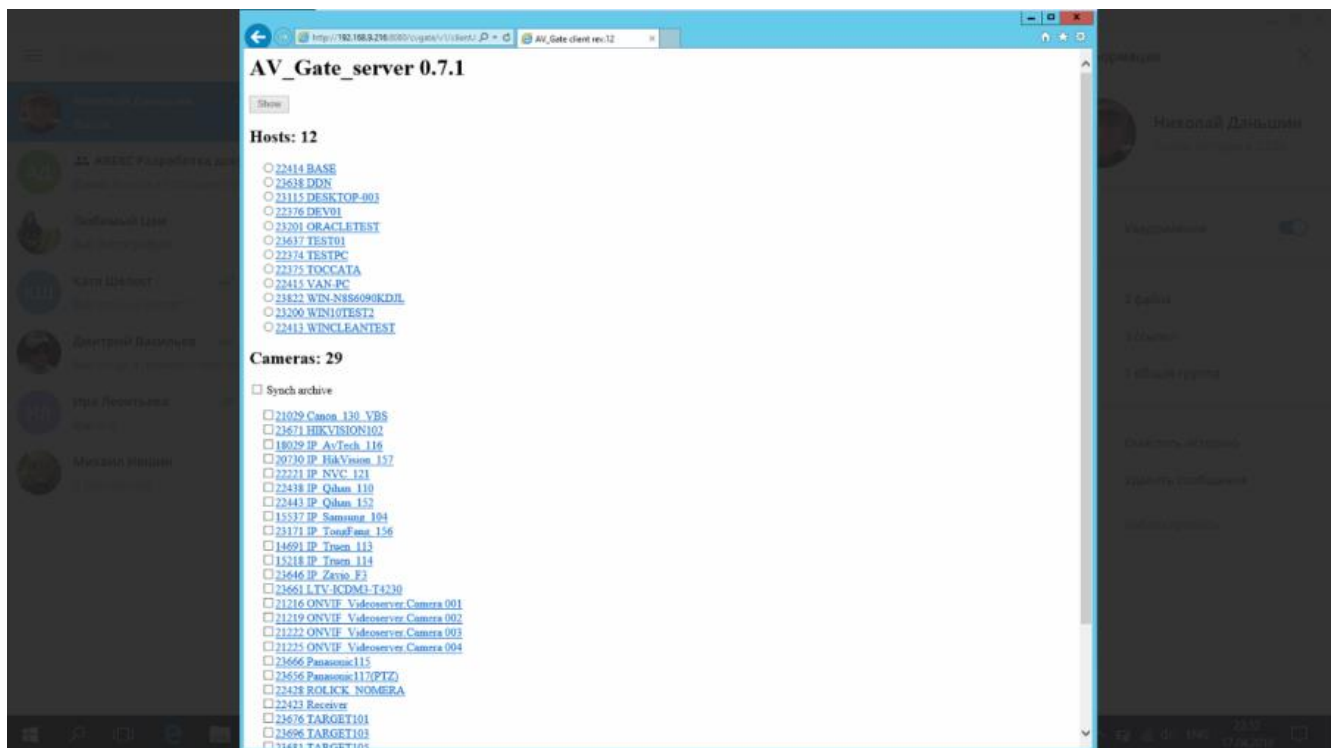 AV_Gate client rev.12
AV_Gate_server 0.7.1
Show
Hosts: 12
22414 BASE
23638 DDN
23115 DESKTOP-003
22376 DEV01
23201 ORACLETEST
23637 TEST01
22374 TESTPC
22375 TOCCATA
22415 VAN-PC
23822 WIN-N8S6090KDJL
23200 WIN10TEST2
22413 WINCLEANTEST
Cameras: 29
Synch archive
21029 Canon_130_VBS
23671 HIKVISION102
18029 IP_AvTech_116
20730 IP_HikVision_157
22221 IP_NVC_121
22438 IP_Qihan_110
22443 IP_Qihan_152
15537 IP_Samsung_104
23171 IP_TongFang_156
14691 IP_Truen_113
15218 IP_Truen_114
23646 IP_Zavio_F3
23661 LTV-ICDM3-T4230
21216 ONVIF_Videoserver.Camera 001
21219 ONVIF_Videoserver.Camera 002
21222 ONVIF_Videoserver.Camera 003
21225 ONVIF_Videoserver.Camera 004
23666 Panasonic115
23656 Panasonic117(PTZ)
22428 ROLICK_NOMERA
22423 Receiver
23676 TARGET101
23696 TARGET103
23681 TARGET105
Николай Даньшин